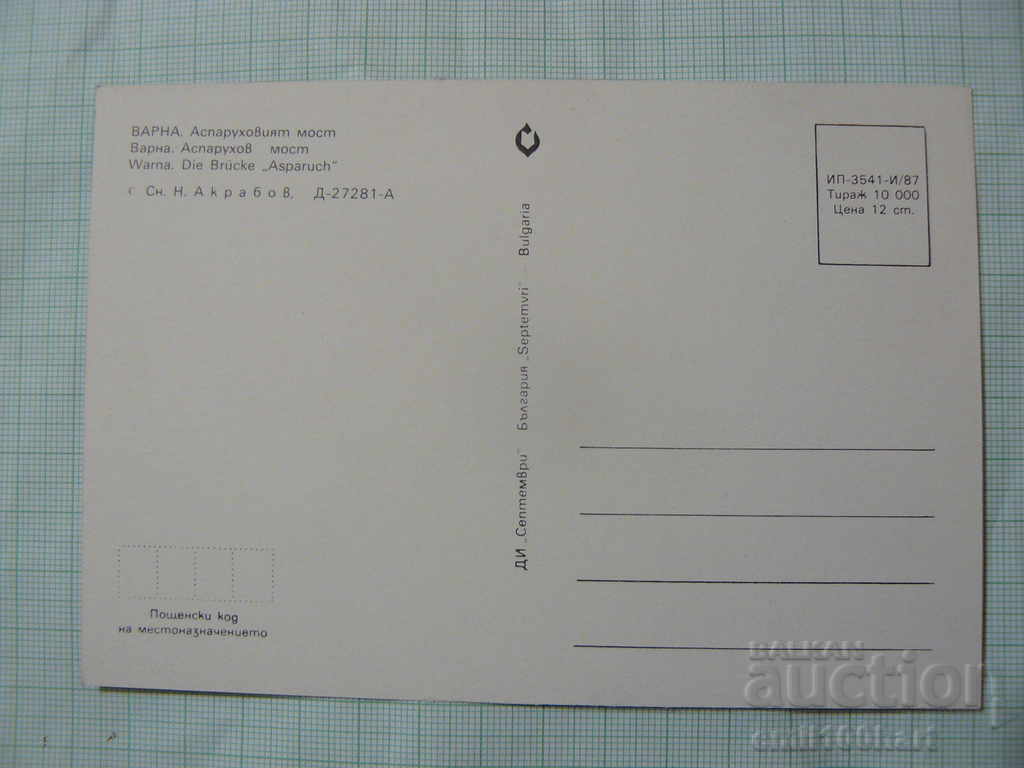 ВАРНА. Аспаруховият мост
Варна. Аспарухов мост
Warna. Die Brücke „Asparuch“
© Сн. Н. Акрабов, Д-27281-А
ИП-3541-И/87
Тираж 10 000
Цена 12 ст.
ДИ „Септември“ България „Septemvri“ Bulgaria
Пощенски код
на местоназначението
BALKAN
auction
emil100hari